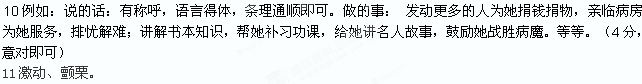 10 例如：说的话：有称呼，语言得体，条理通顺即可。做的事： 发动更多的人为她捐钱捐物，亲临病房
为她服务，排忧解难；讲解书本知识，帮她补习功课，给她讲名人故事，鼓励她战胜病魔。等等。（4 分，
意对即可）
11 激动、颤栗。